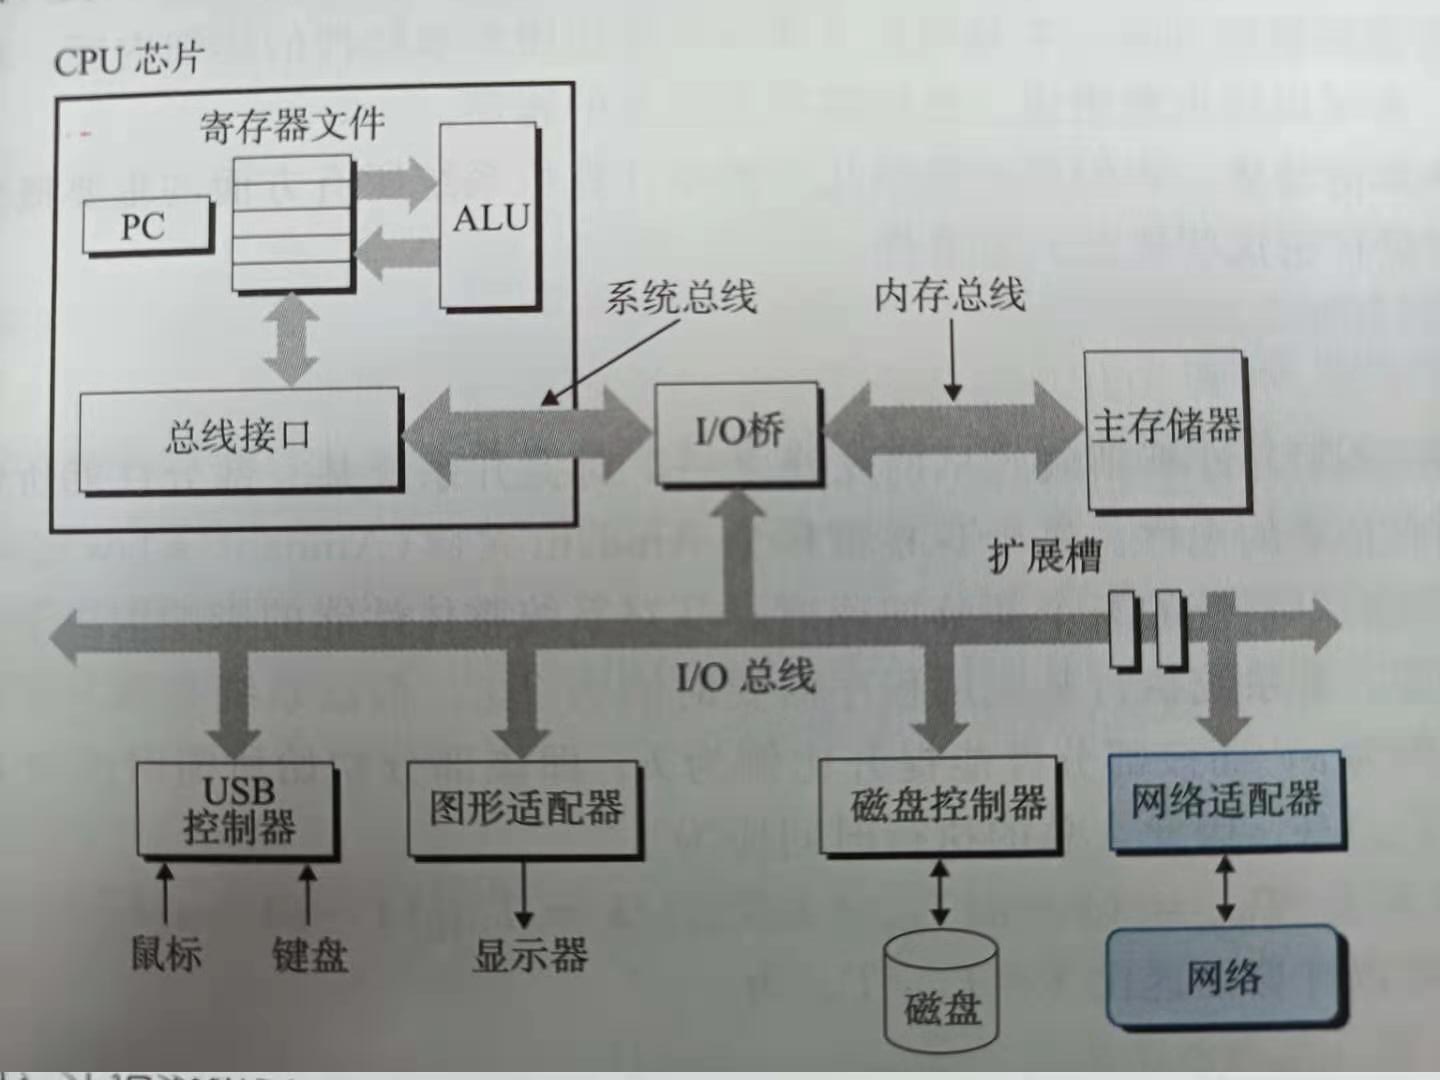 CPU 芯片
寄存器文件
PC
ALU
系统总线
内存总线
总线接口
I/O桥
主存储器
扩展槽
I/O 总线
USB
控制器
图形适配器
磁盘控制器
网络适配器
鼠标
键盘
显示器
磁盘
网络